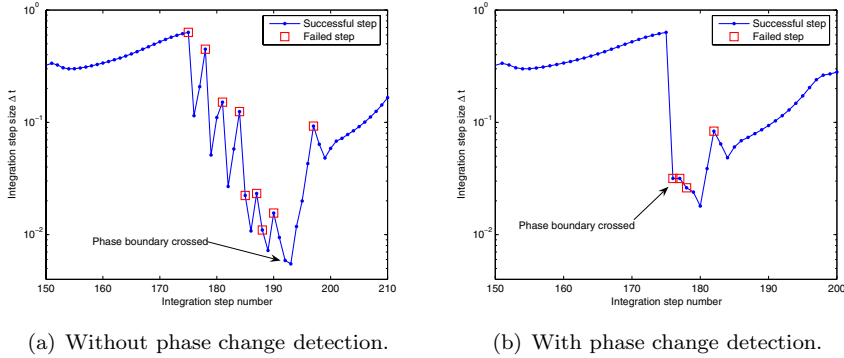 10^0
10^-1
10^-2
Integration step size Δ t
Successful step
Failed step
Phase boundary crossed
150 160 170 180 190 200 210
Integration step number
(a) Without phase change detection.
10^0
10^-1
10^-2
Integration step size Δ t
Successful step
Failed step
Phase boundary crossed
150 160 170 180 190 200
Integration step number
(b) With phase change detection.